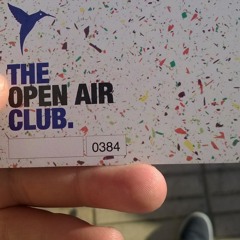 THE
OPEN AIR
CLUB.
0384